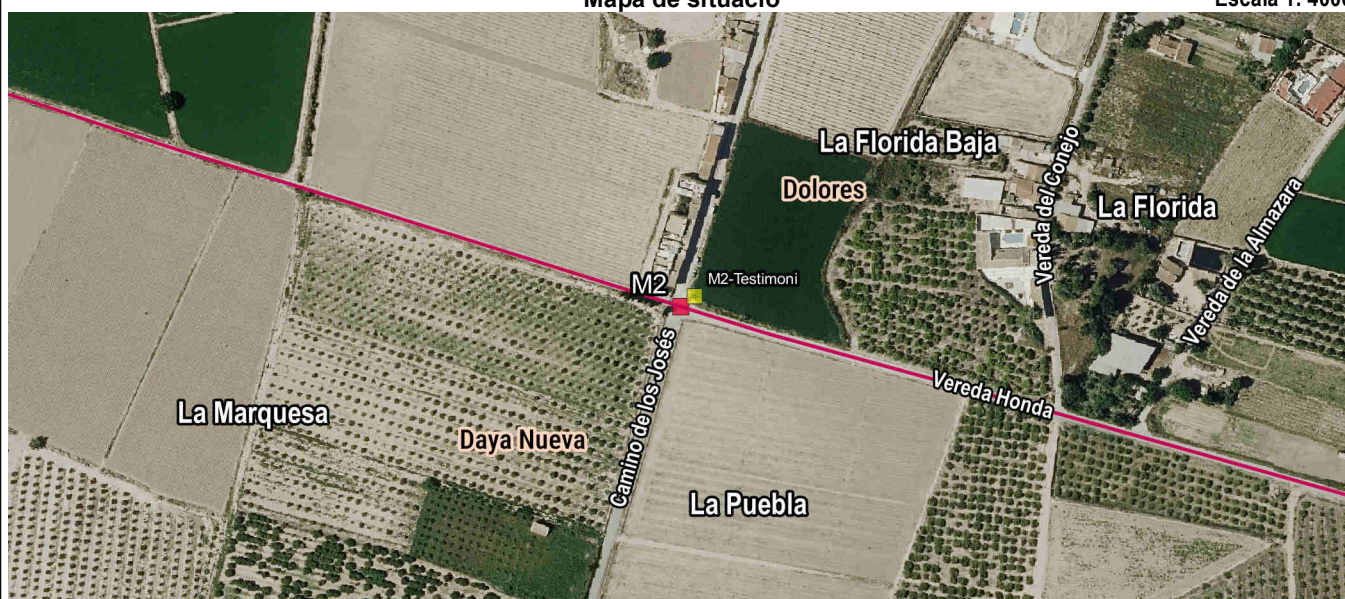 Mapa de situació
Escala 1: 4000
La Florida Baja
Dolores
Vereda del Conejo
La Florida
Vereda de la Almazara
M2
M2-Testimoni
Camino de los Josés
Vereda Honda
La Marquesa
Daya Nueva
La Puebla